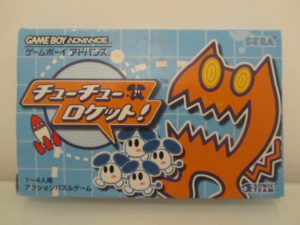 GAME BOY ADVANCE
ゲームボーイ アドバンス
SEGA
チューチュー
ロケット!
TM
1〜4人用
アクションパズルゲーム
SONIC
TEAM